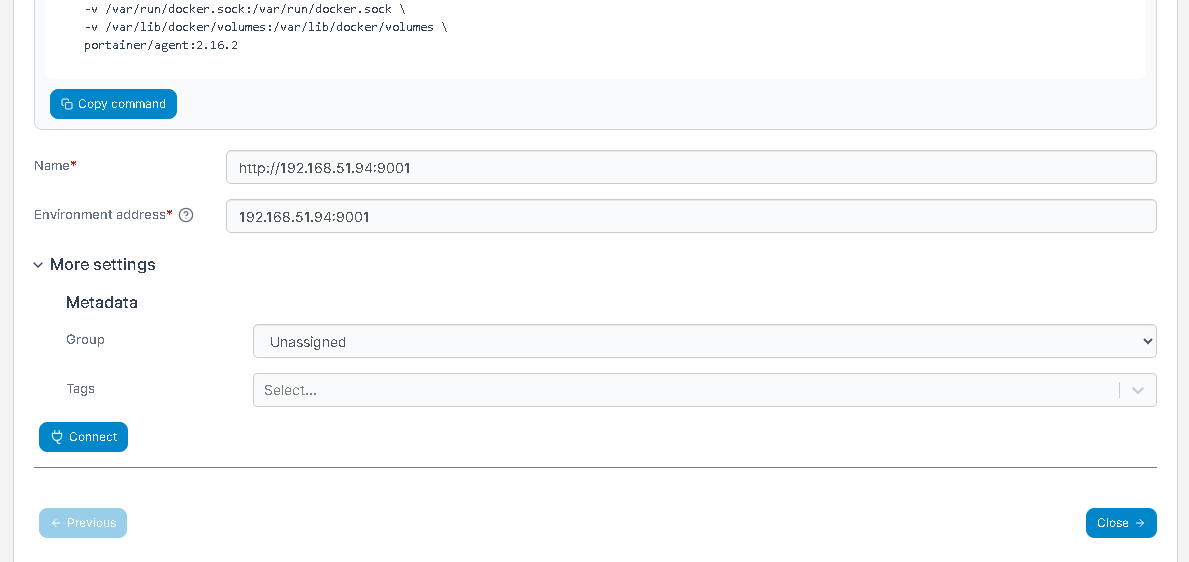 -v /var/run/docker.sock:/var/run/docker.sock \
-v /var/lib/docker/volumes:/var/lib/docker/volumes \
portainer/agent:2.16.2
Copy command
Name*
http://192.168.51.94:9001
Environment address*
192.168.51.94:9001
More settings
Metadata
Group
Unassigned
Tags
Select...
Connect
Previous
Close